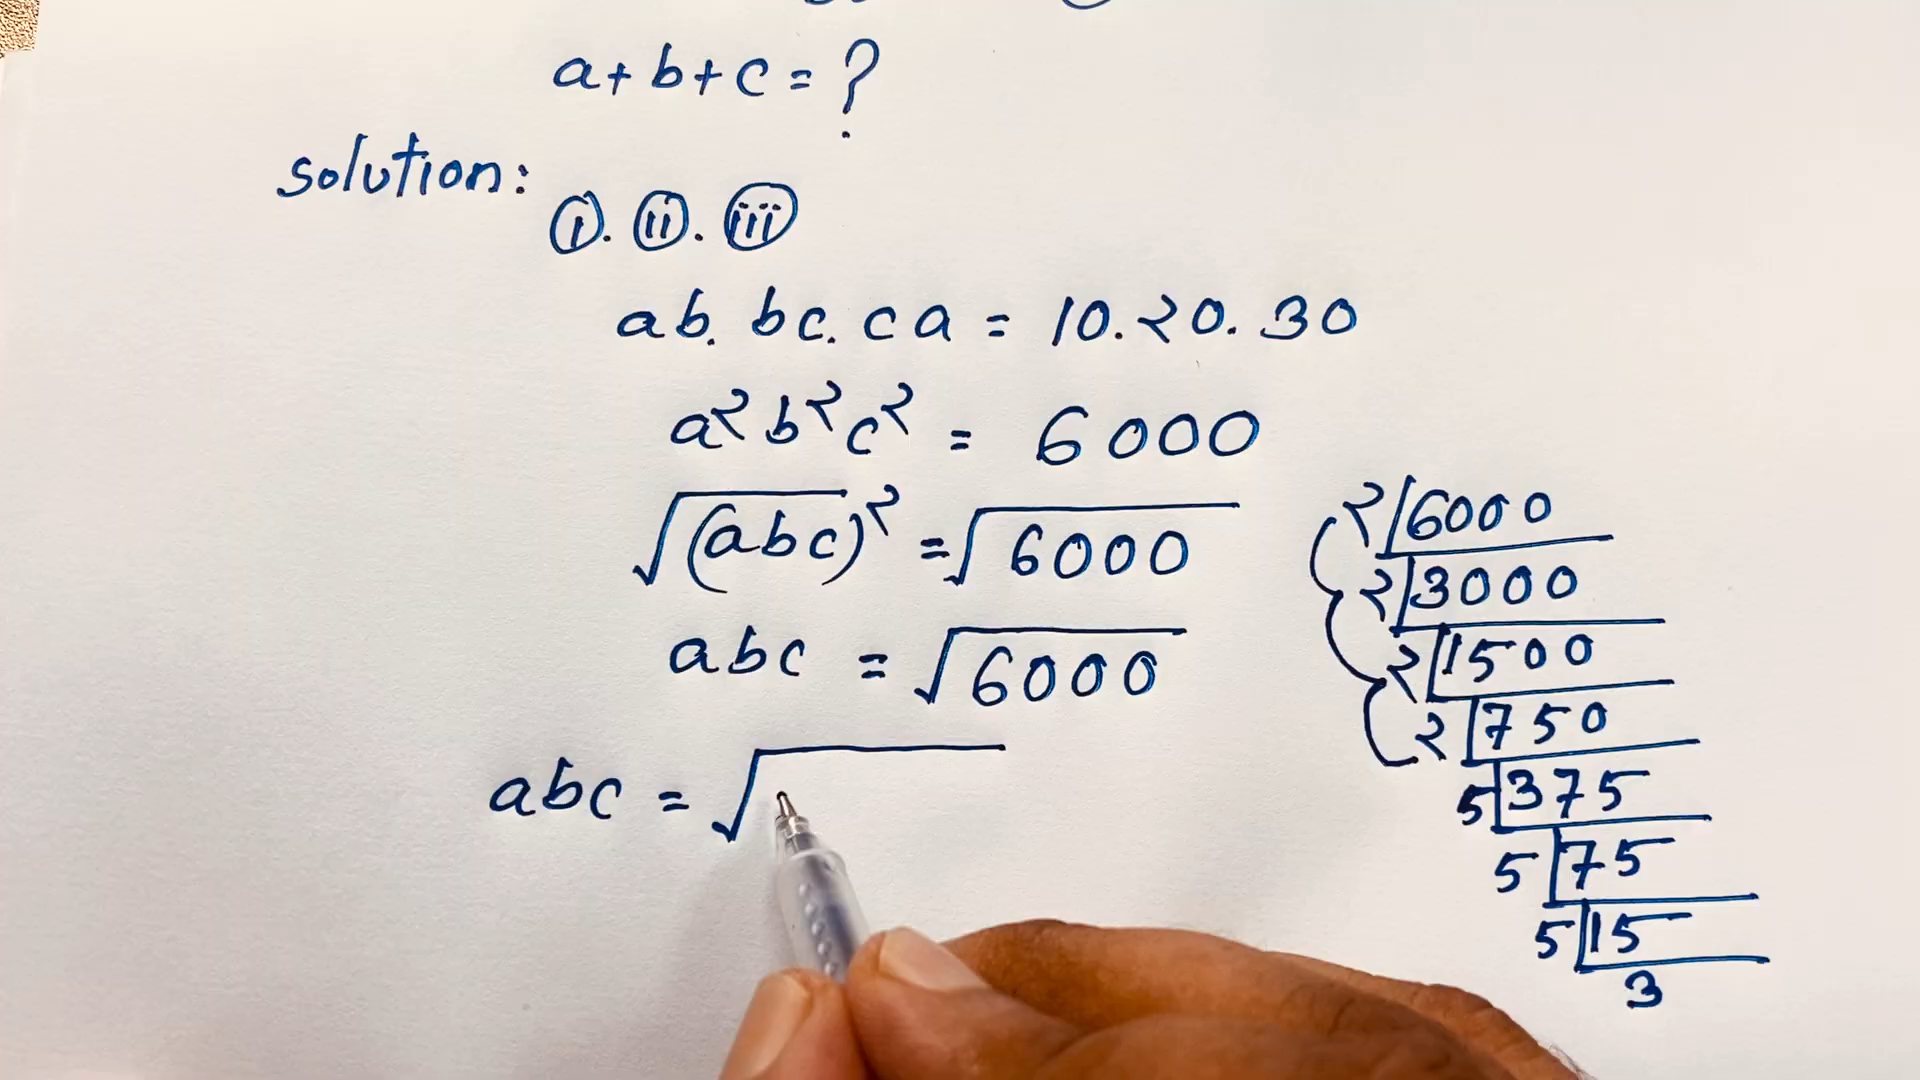 a+b+c=?
solution:
(i). (ii). (iii)
ab. bc. ca = 10.20.30
a²b²c² = 6000
√(abc)² = √6000
abc = √6000
abc = √
2|6000
2|3000
2|1500
2|750
5|375
5|75
5|15
3